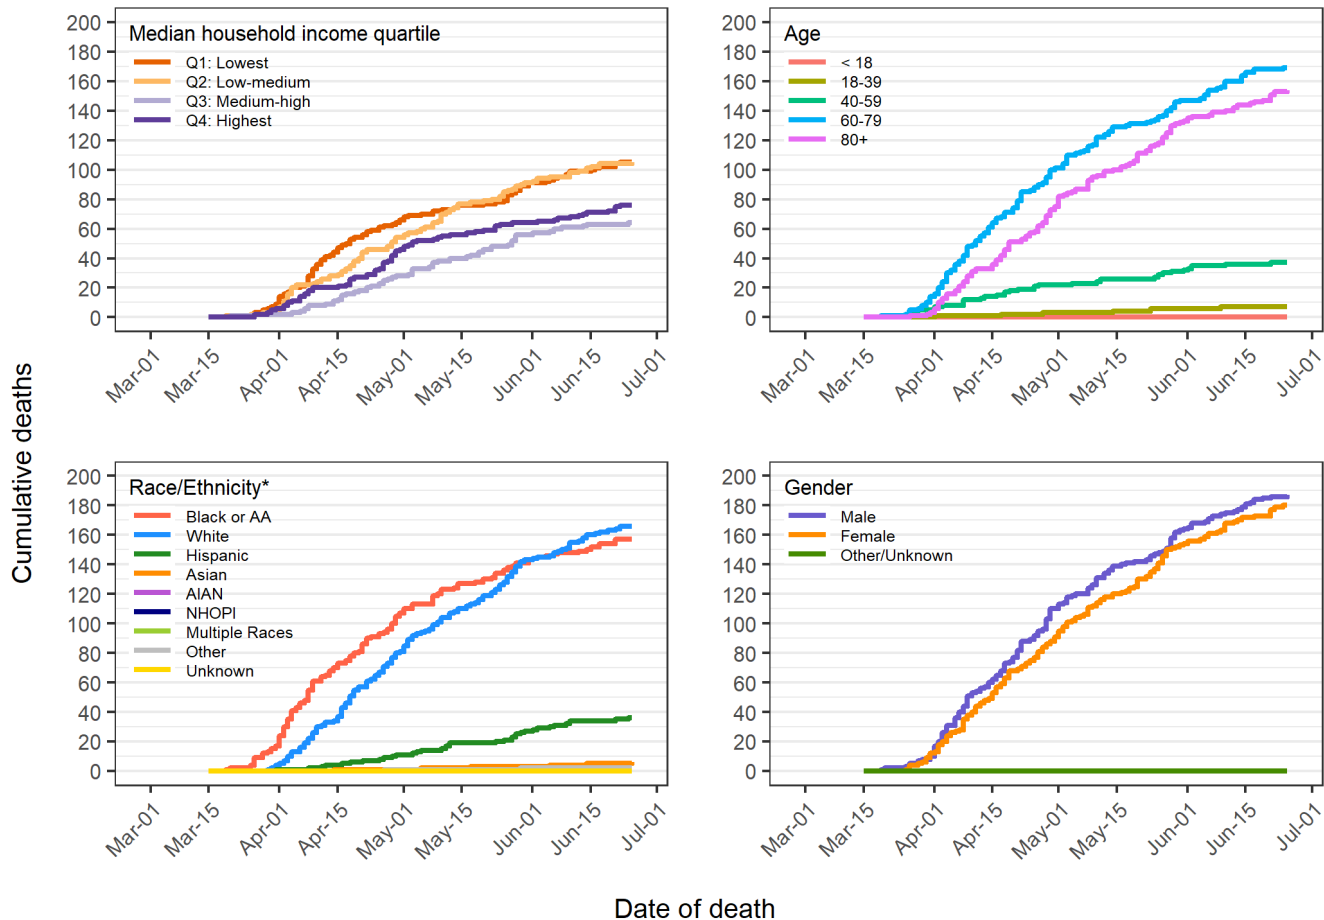 Cumulative deaths
Median household income quartile
Q1: Lowest
Q2: Low-medium
Q3: Medium-high
Q4: Highest
200
180
160
140
120
100
80
60
40
20
0
Mar-01
Mar-15
Apr-01
Apr-15
May-01
May-15
Jun-01
Jun-15
Jul-01
Age
< 18
18-39
40-59
60-79
80+
200
180
160
140
120
100
80
60
40
20
0
Mar-01
Mar-15
Apr-01
Apr-15
May-01
May-15
Jun-01
Jun-15
Jul-01
Race/Ethnicity*
Black or AA
White
Hispanic
Asian
AIAN
NHOPI
Multiple Races
Other
Unknown
200
180
160
140
120
100
80
60
40
20
0
Mar-01
Mar-15
Apr-01
Apr-15
May-01
May-15
Jun-01
Jun-15
Jul-01
Gender
Male
Female
Other/Unknown
200
180
160
140
120
100
80
60
40
20
0
Mar-01
Mar-15
Apr-01
Apr-15
May-01
May-15
Jun-01
Jun-15
Jul-01
Date of death